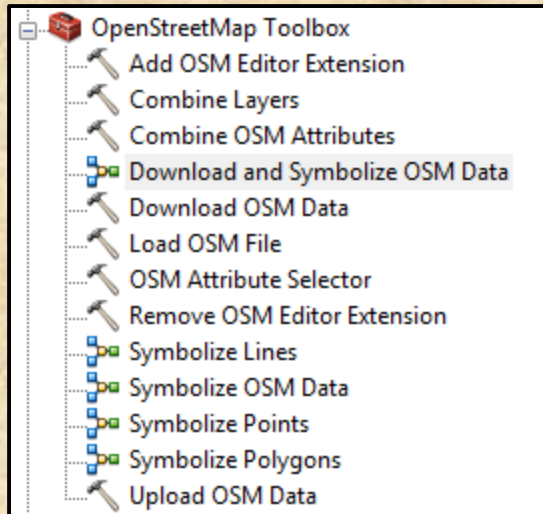 OpenStreetMap Toolbox
Add OSM Editor Extension
Combine Layers
Combine OSM Attributes
Download and Symbolize OSM Data
Download OSM Data
Load OSM File
OSM Attribute Selector
Remove OSM Editor Extension
Symbolize Lines
Symbolize OSM Data
Symbolize Points
Symbolize Polygons
Upload OSM Data